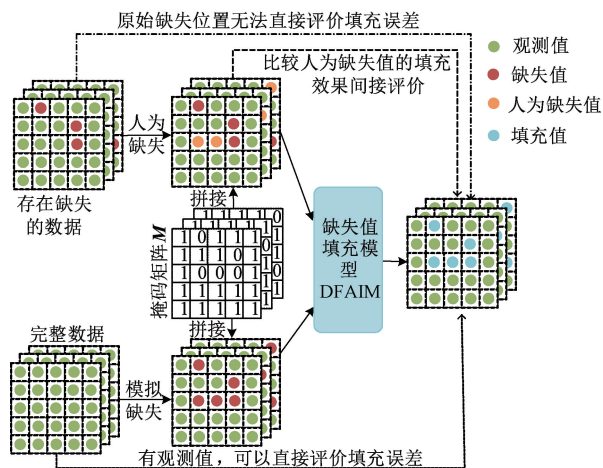 原始缺失位置无法直接评价填充误差
观测值
缺失值
人为缺失值
填充值
比较人为缺失值的填充
效果间接评价
人为
缺失
存在缺失
的数据
拼接
掩码矩阵M
1 1 1 1 1 0
1 0 1 1 1
1 1 1 0 1
1 0 0 0 1
1 1 1 1 1
1 1 1 1 1
拼接
缺失值
填充模
型
DFAIM
完整数据
模拟
缺失
有观测值，可以直接评价填充误差